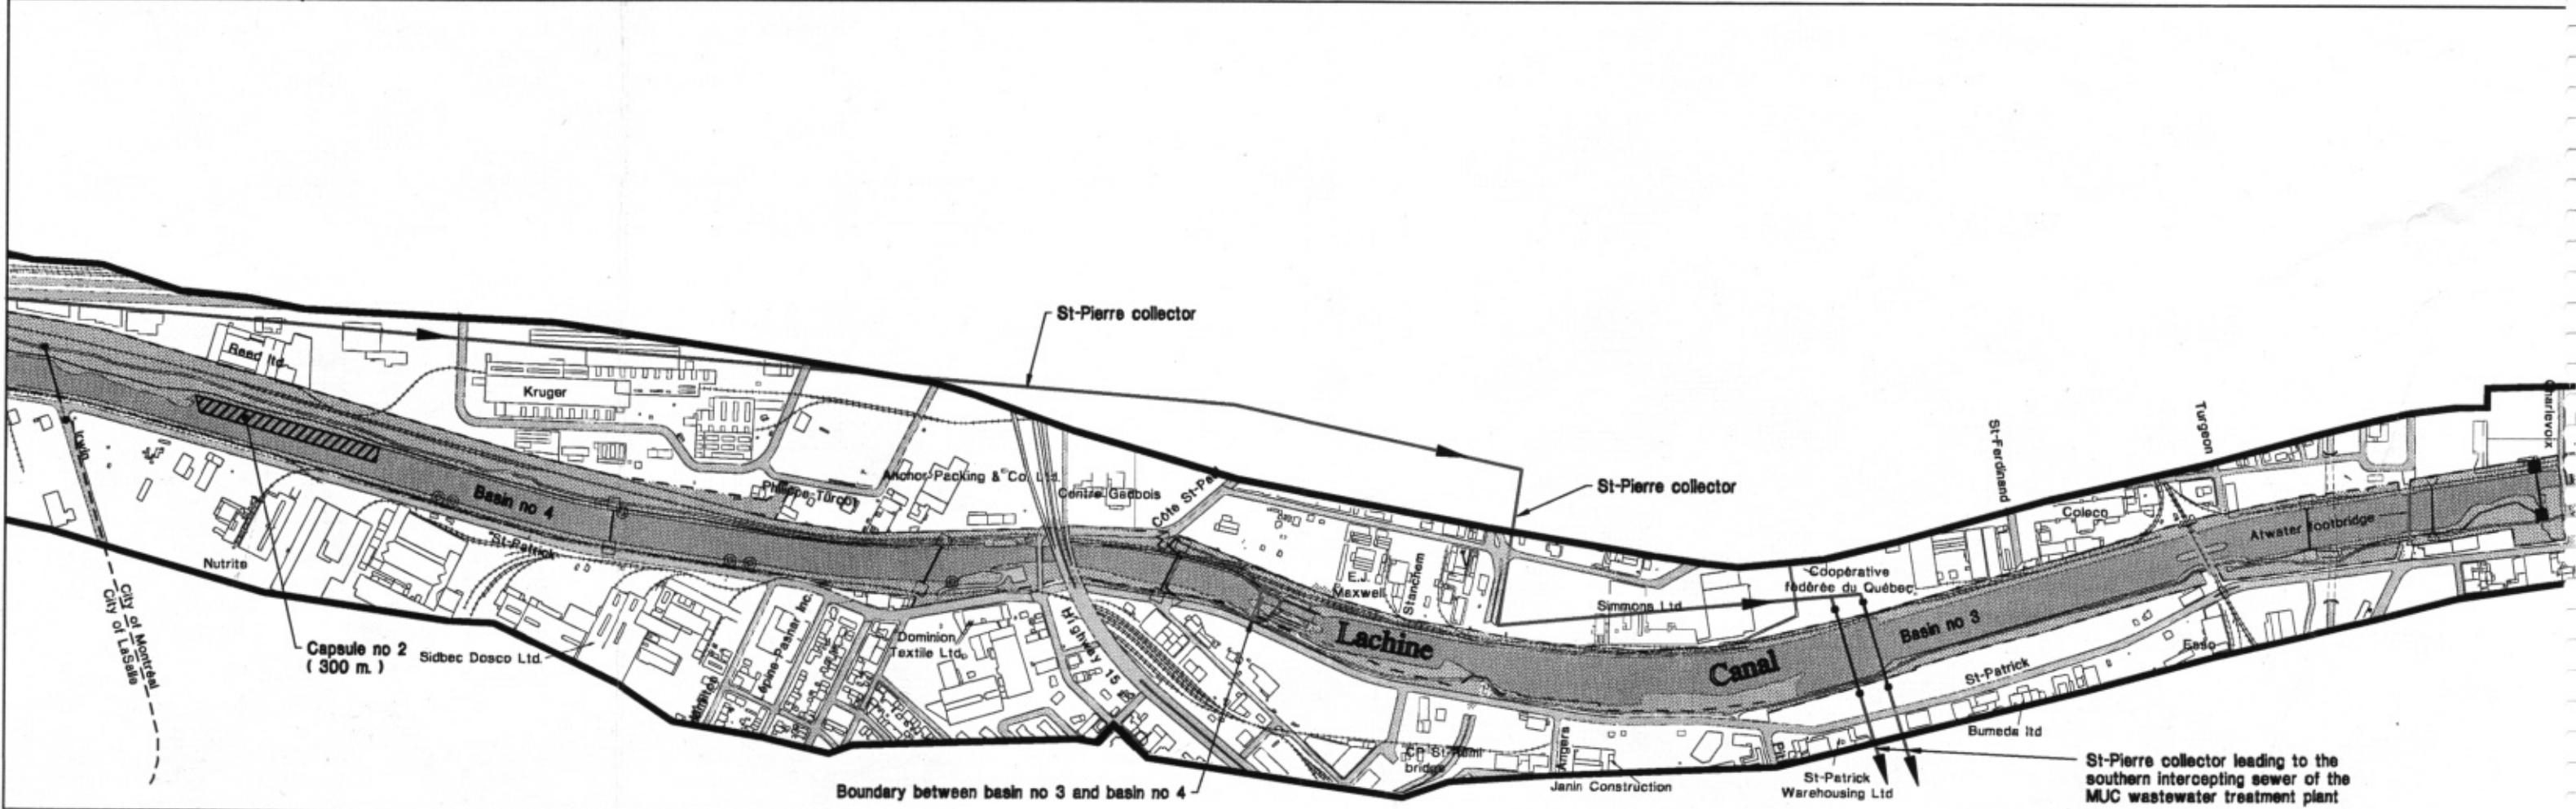 St-Pierre collector
Reed ltd.
Kruger
St-Pierre collector
Charlevoix
Turgeon
St-Ferdinand
Irwin
Basin no 4
Philippe Turcot
Anchor Packing & Co. Ltd.
Centre Gadbois
Côte St-Paul
Coleco
Atwater footbridge
Nutrite
St-Patrick
E.J.
Maxwell
Stanchem
Simmons Ltd
Coopérative
fédérée du Québec
Basin no 3
Lachine
Canal
City of Montréal
City of LaSalle
Capsule no 2
( 300 m. )
Sidbec Dosco Ltd.
Lépine-Pasnar Inc.
Dominion
Textile Ltd.
Highway 15
Esso
St-Patrick
Bumeda ltd
CP St-Rémi
bridge
Angers
Pitt
Janin Construction
St-Patrick
Warehousing Ltd
Boundary between basin no 3 and basin no 4
St-Pierre collector leading to the
southern intercepting sewer of the
MUC wastewater treatment plant